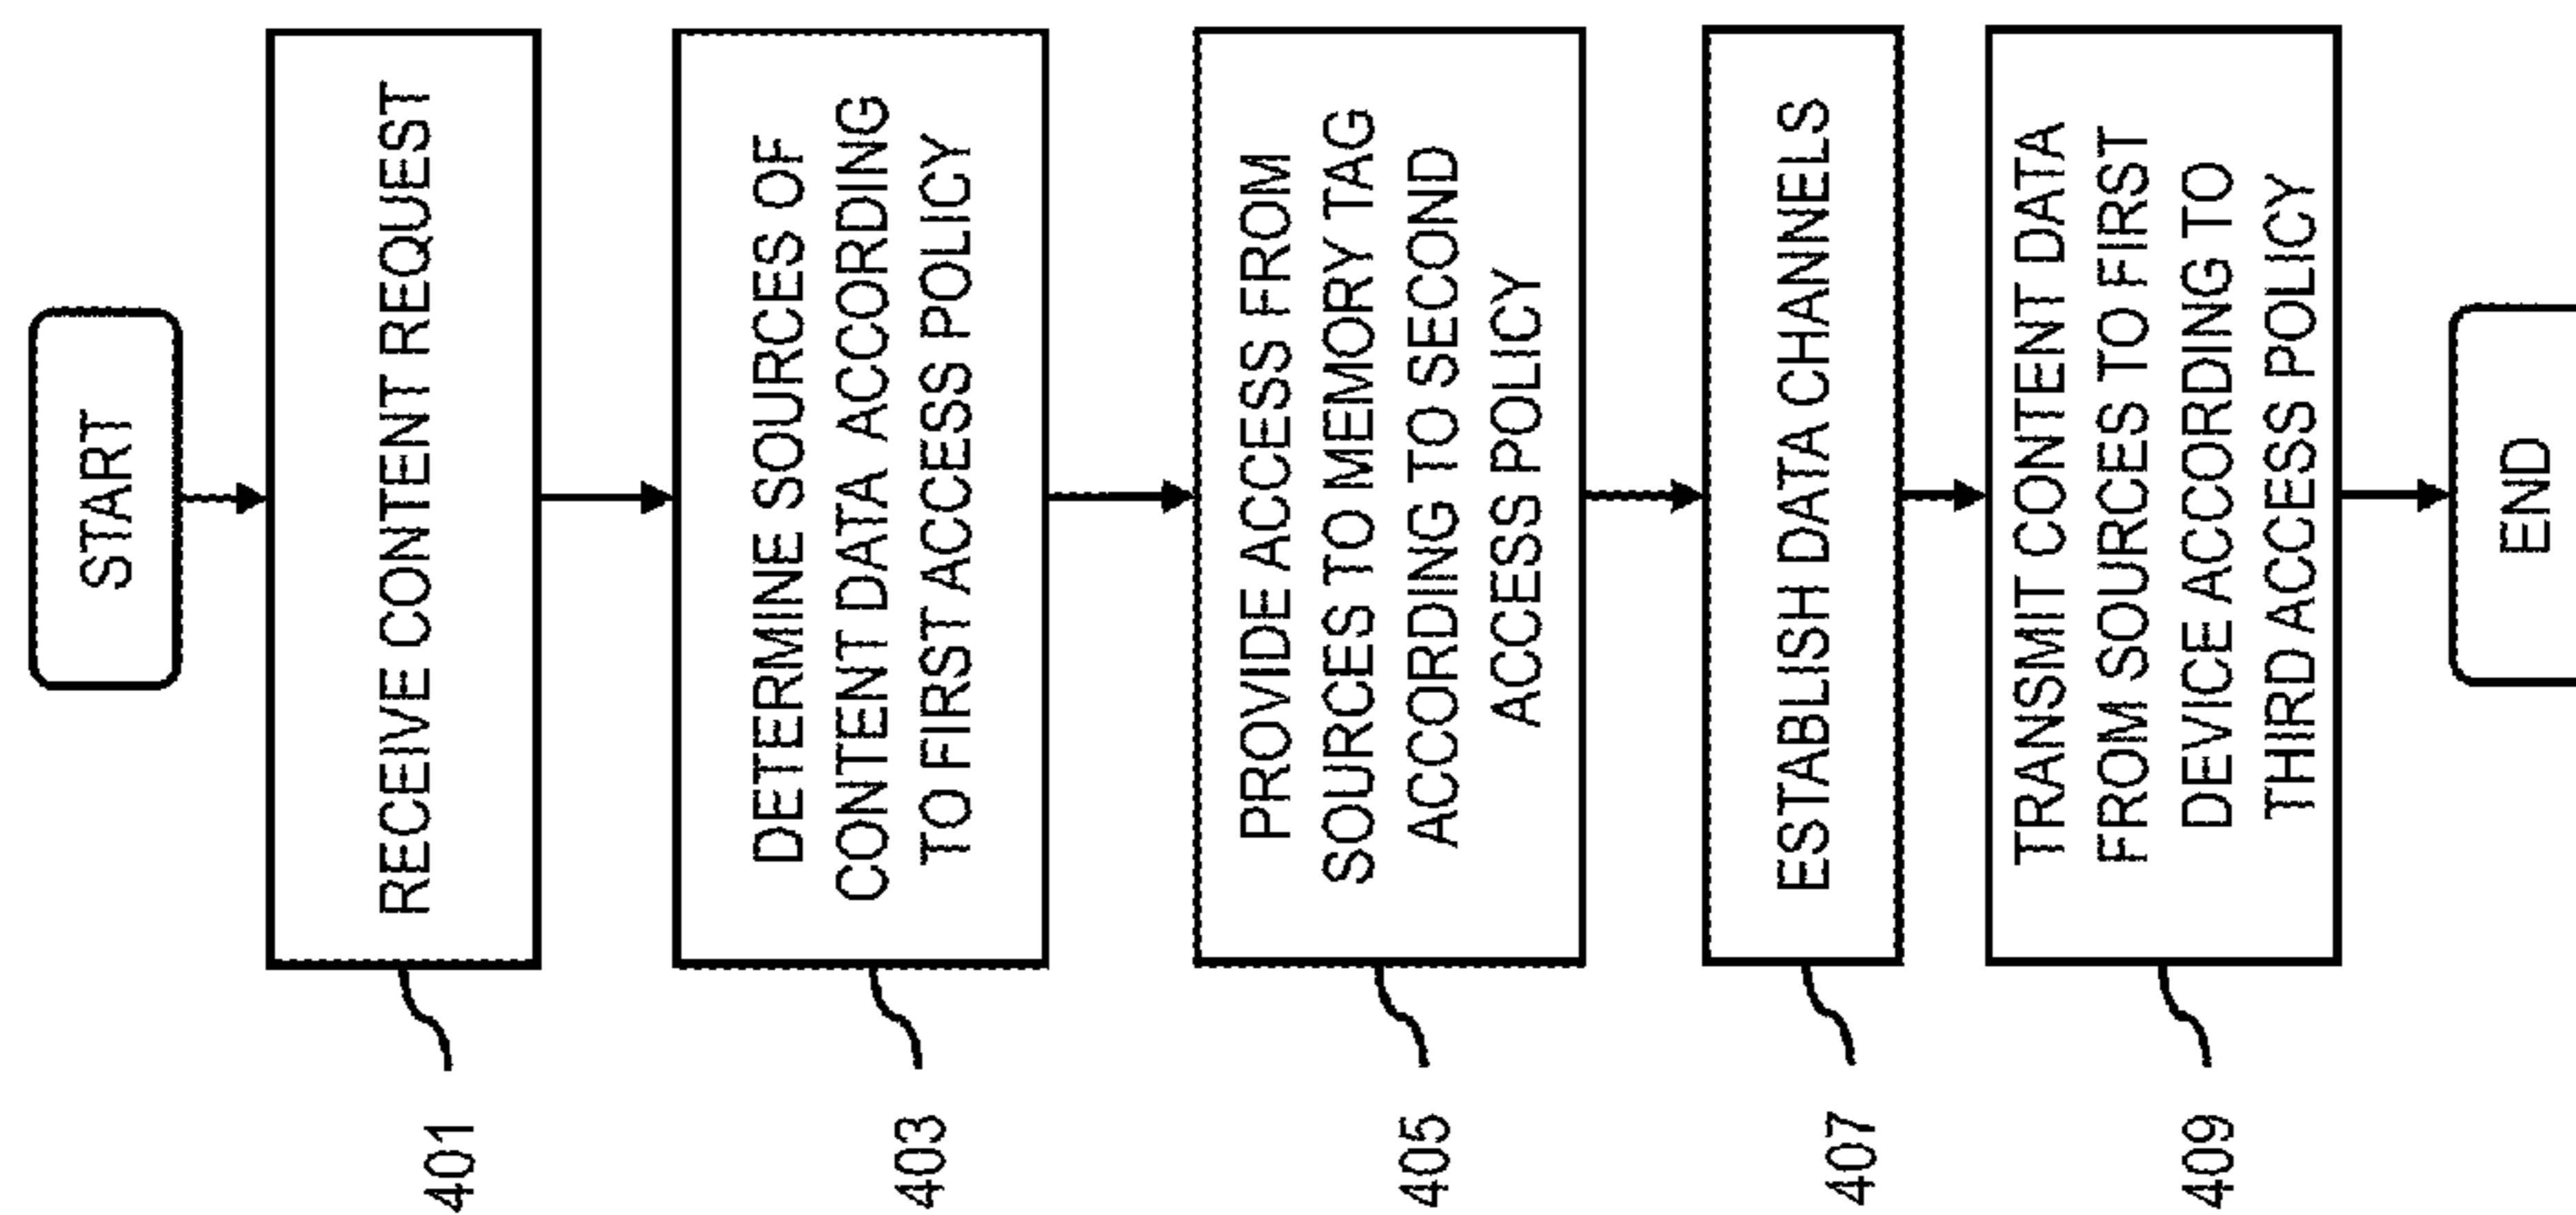 START
RECEIVE CONTENT REQUEST
401
DETERMINE SOURCES OF
CONTENT DATA ACCORDING
TO FIRST ACCESS POLICY
403
PROVIDE ACCESS FROM
SOURCES TO MEMORY TAG
ACCORDING TO SECOND
ACCESS POLICY
405
ESTABLISH DATA CHANNELS
407
TRANSMIT CONTENT DATA
FROM SOURCES TO FIRST
DEVICE ACCORDING TO
THIRD ACCESS POLICY
409
END